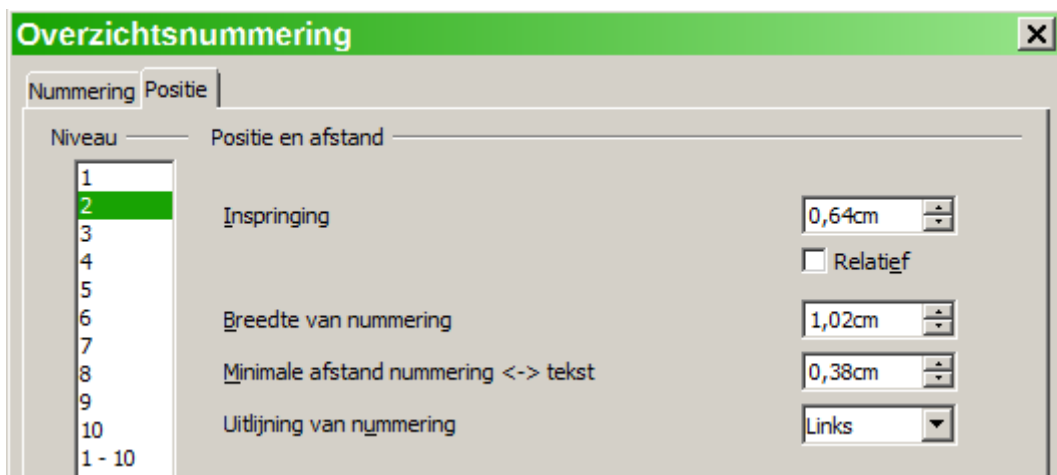 Overzichtsnummering
Nummering Positie
Niveau Positie en afstand
1
2
3
4
5
6
7
8
9
10
1 - 10
Inspringing 0,64cm
Relatief
Breedte van nummering 1,02cm
Minimale afstand nummering <-> tekst 0,38cm
Uitlijning van nummering Links